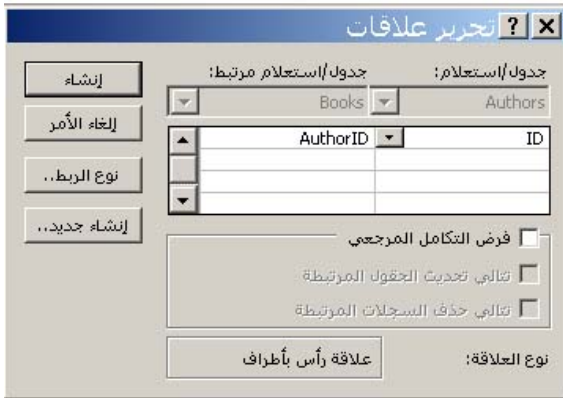 تحرير علاقات
جدول/استعلام: جدول/استعلام مرتبط:
Authors Books
ID AuthorID
فرض التكامل المرجعي
تتالي تحديث الحقول المرتبطة
تتالي حذف السجلات المرتبطة
نوع العلاقة: علاقة رأس بأطراف
إنشاء
إلغاء الأمر
نوع الربط..
إنشاء جديد..